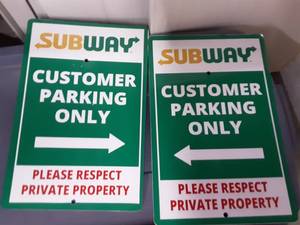 SUBWAY
CUSTOMER
PARKING
ONLY
PLEASE RESPECT
PRIVATE PROPERTY
SUBWAY
CUSTOMER
PARKING
ONLY
PLEASE RESPECT
PRIVATE PROPERTY